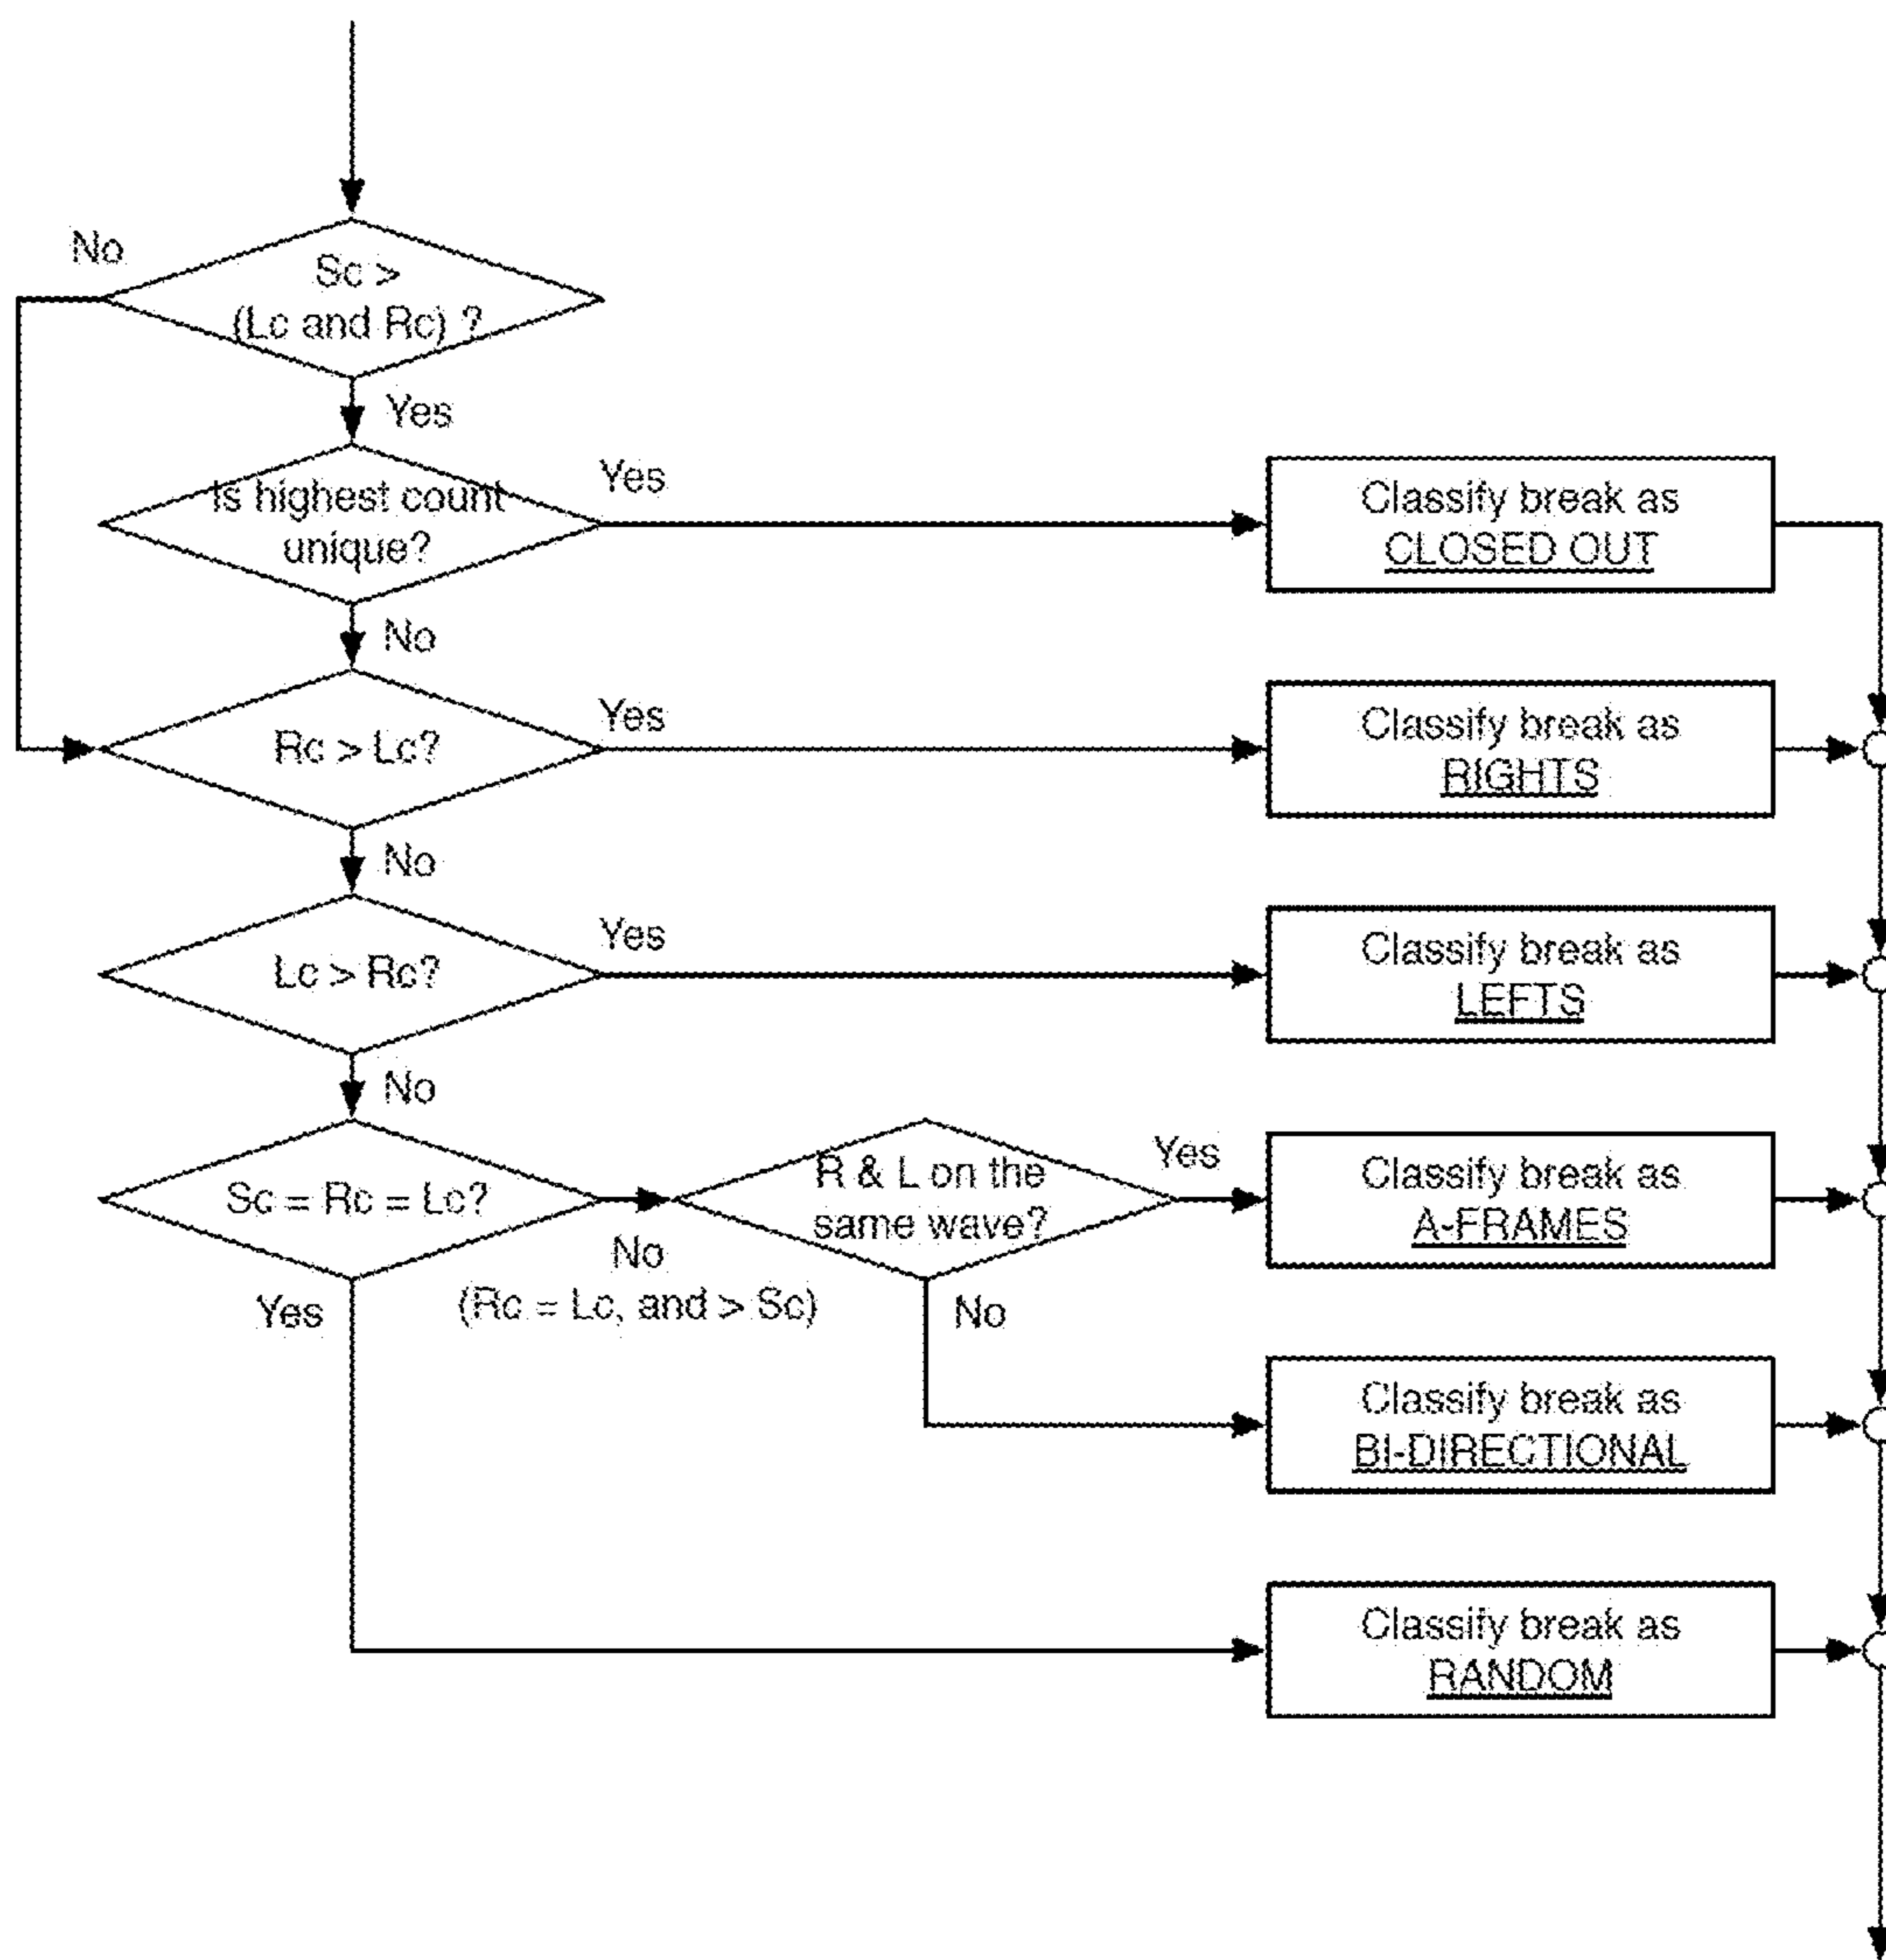 No
Sc >
(Lc and Rc) ?
Yes
Is highest count
unique?
Yes
Classify break as
CLOSED OUT
No
Rc > Lc?
Yes
Classify break as
RIGHTS
No
Lc > Rc?
Yes
Classify break as
LEFTS
No
Sc = Rc = Lc?
No
(Rc = Lc, and > Sc)
R & L on the
same wave?
Yes
Classify break as
A-FRAMES
Yes
No
Classify break as
BI-DIRECTIONAL
Classify break as
RANDOM